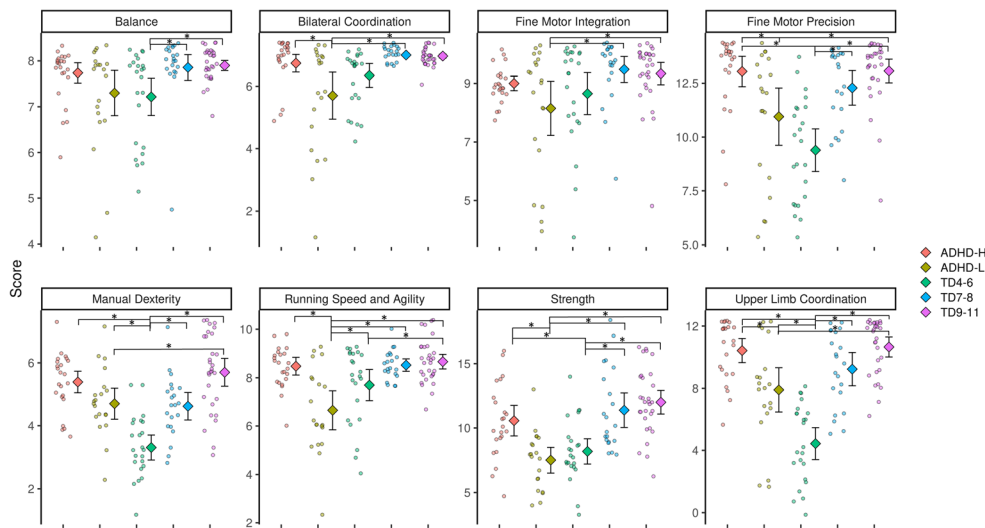 Balance
Bilateral Coordination
Fine Motor Integration
Fine Motor Precision
8
7
6
5
4
6
4
2
9
7
5
12.5
10.0
7.5
5.0
* * * * * * * * * * * *
Score
ADHD-H
ADHD-L
TD4-6
TD7-8
TD9-11
Manual Dexterity
Running Speed and Agility
Strength
Upper Limb Coordination
6
4
2
10
8
6
4
2
15
10
5
12
8
4
0